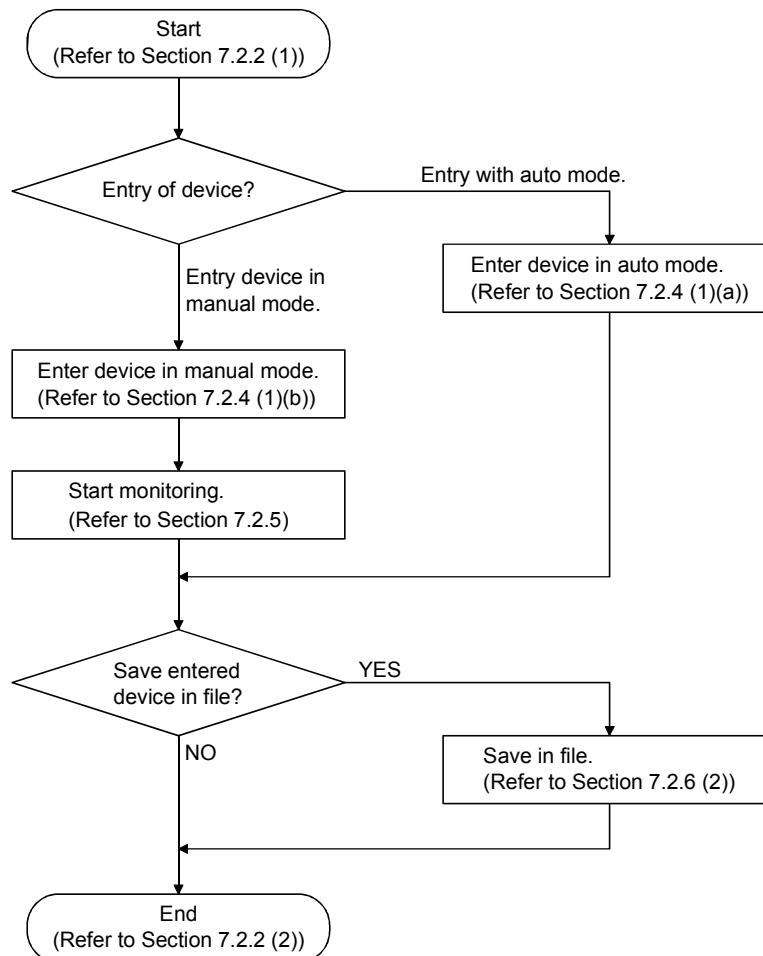 Start
(Refer to Section 7.2.2 (1))
Entry of device?
Entry with auto mode.
Entry device in
manual mode.
Enter device in auto mode.
(Refer to Section 7.2.4 (1)(a))
Enter device in manual mode.
(Refer to Section 7.2.4 (1)(b))
Start monitoring.
(Refer to Section 7.2.5)
Save entered
device in file?
YES
NO
Save in file.
(Refer to Section 7.2.6 (2))
End
(Refer to Section 7.2.2 (2))